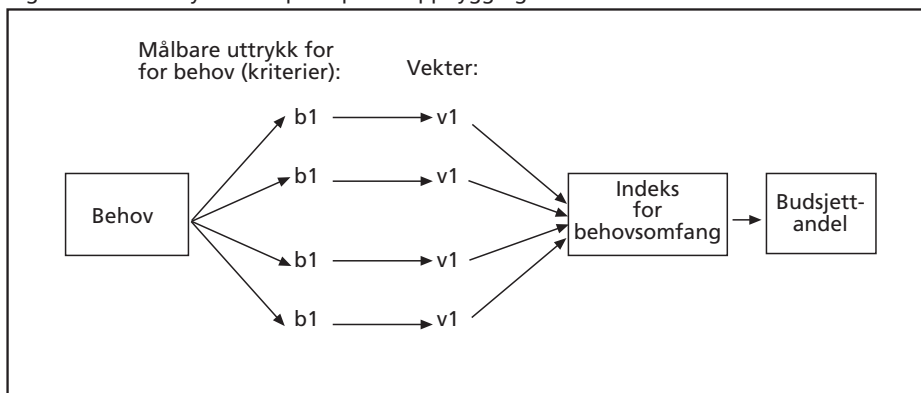 Målbare uttrykk for
for behov (kriterier):
Vekter:
b1
v1
b1
v1
Behov
Indeks
for
behovsomfang
Budsjett-
andel
b1
v1
b1
v1